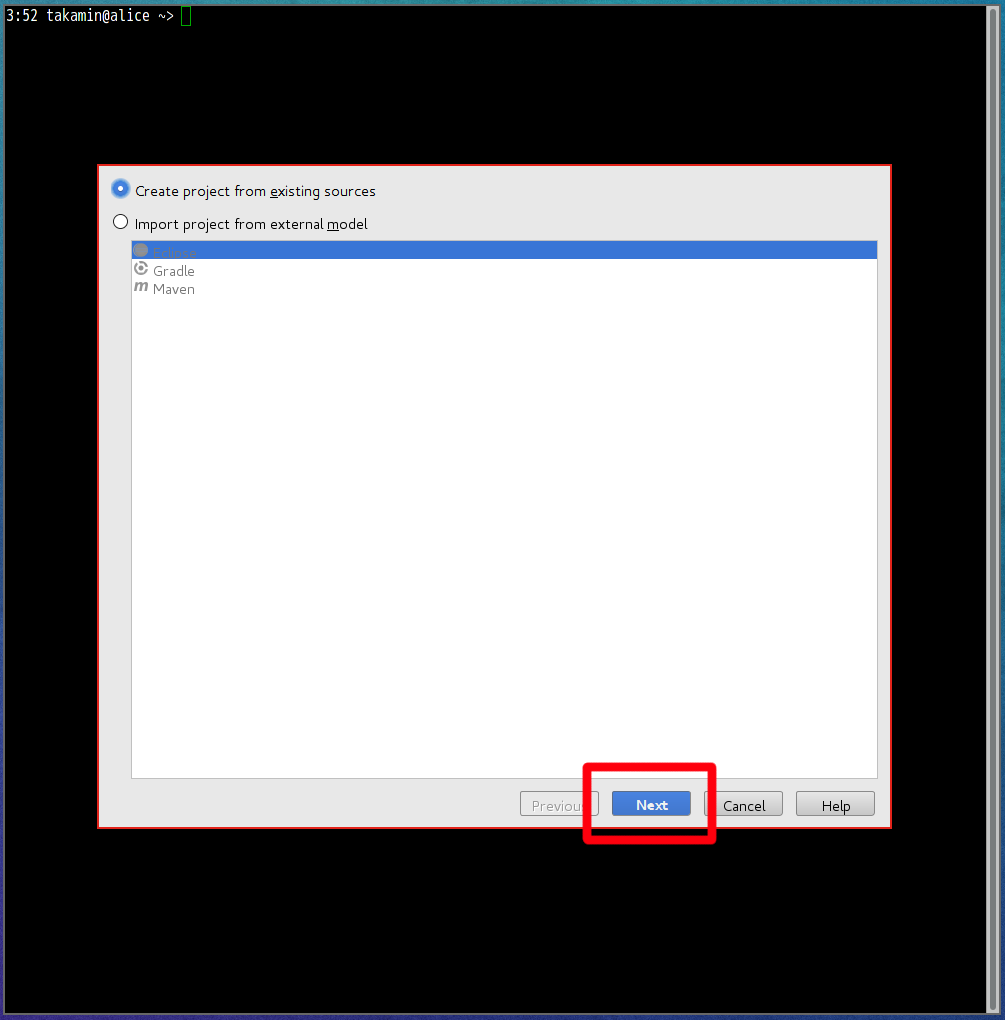 3:52 takamin@alice ~>
Create project from existing sources
Import project from external model
Eclipse
Gradle
Maven
Previous Next Cancel Help